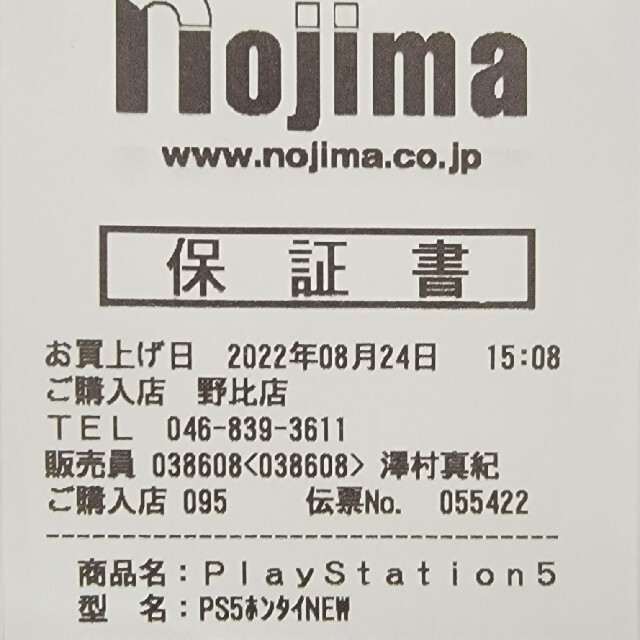 nojima
www.nojima.co.jp
保 証 書
お買上げ日 2022年08月24日 15:08
ご購入店 野比店
TEL 046-839-3611
販売員 038608<038608> 澤村真紀
ご購入店 095 伝票No. 055422
商品名:PlayStation5
型 名:PS5ホンタイNEW